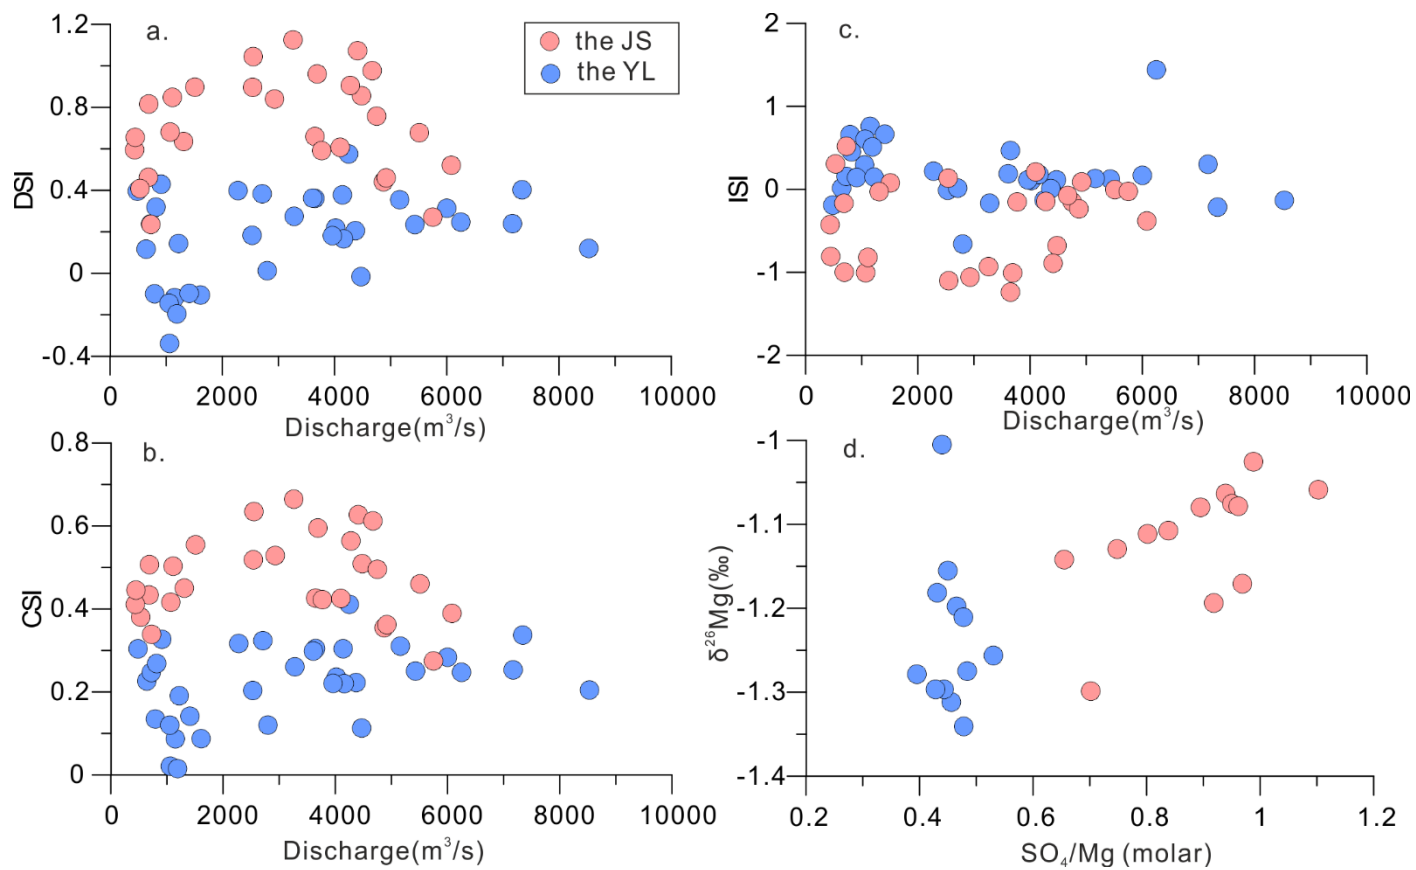 a.
the JS
the YL
1.2
0.8
0.4
0
-0.4
DSI
0 2000 4000 6000 8000 10000
Discharge(m³/s)
c.
2
1
0
-1
-2
ISI
0 2000 4000 6000 8000 10000
Discharge(m³/s)
b.
0.8
0.6
0.4
0.2
0
CSI
0 2000 4000 6000 8000 10000
Discharge(m³/s)
d.
-1
-1.1
-1.2
-1.3
-1.4
δ²⁶Mg(‰)
0.2 0.4 0.6 0.8 1 1.2
SO₄/Mg (molar)